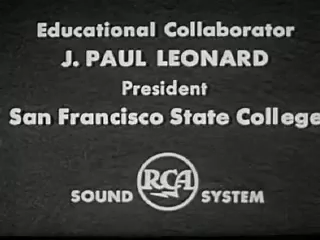 Educational Collaborator
J. PAUL LEONARD
President
San Francisco State College
SOUND RCA SYSTEM